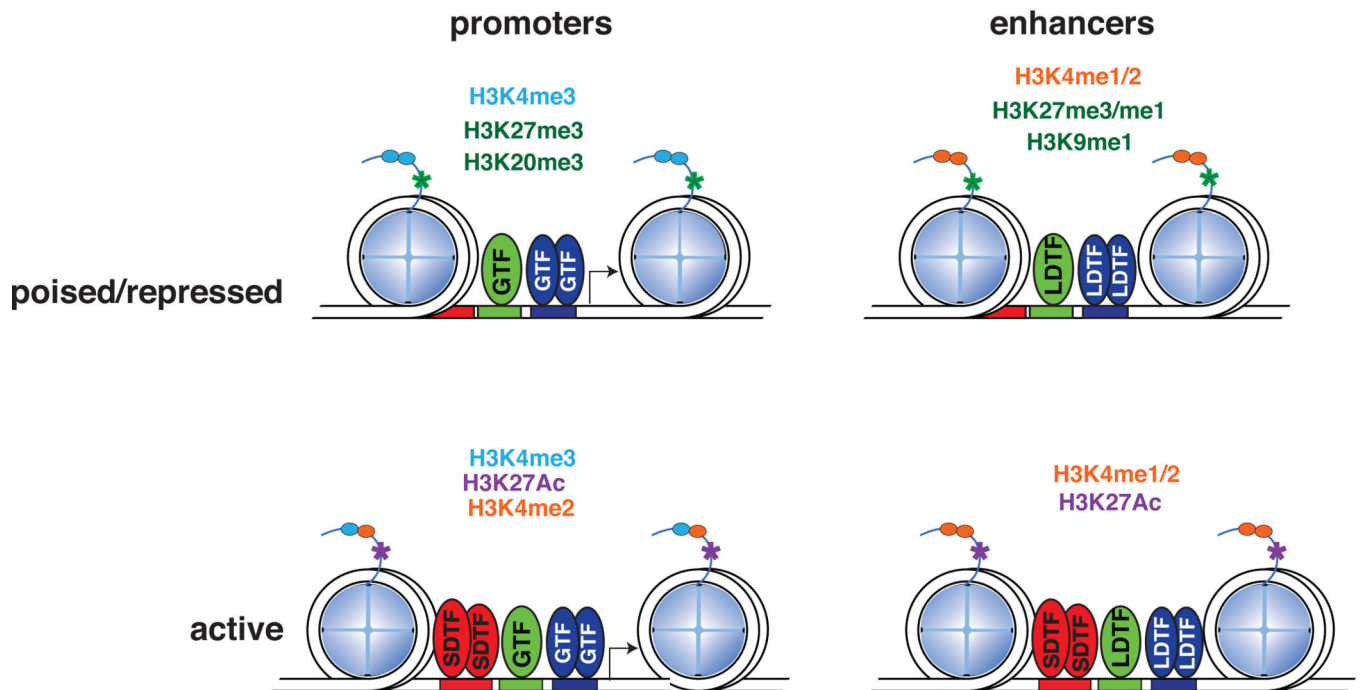 promoters
enhancers
H3K4me3
H3K27me3
H3K20me3
H3K4me1/2
H3K27me3/me1
H3K9me1
poised/repressed
GTF
GTF
GTF
LDTF
LDTF
LDTF
H3K4me3
H3K27Ac
H3K4me2
H3K4me1/2
H3K27Ac
active
SDTF
SDTF
GTF
GTF
GTF
SDTF
SDTF
LDTF
LDTF
LDTF